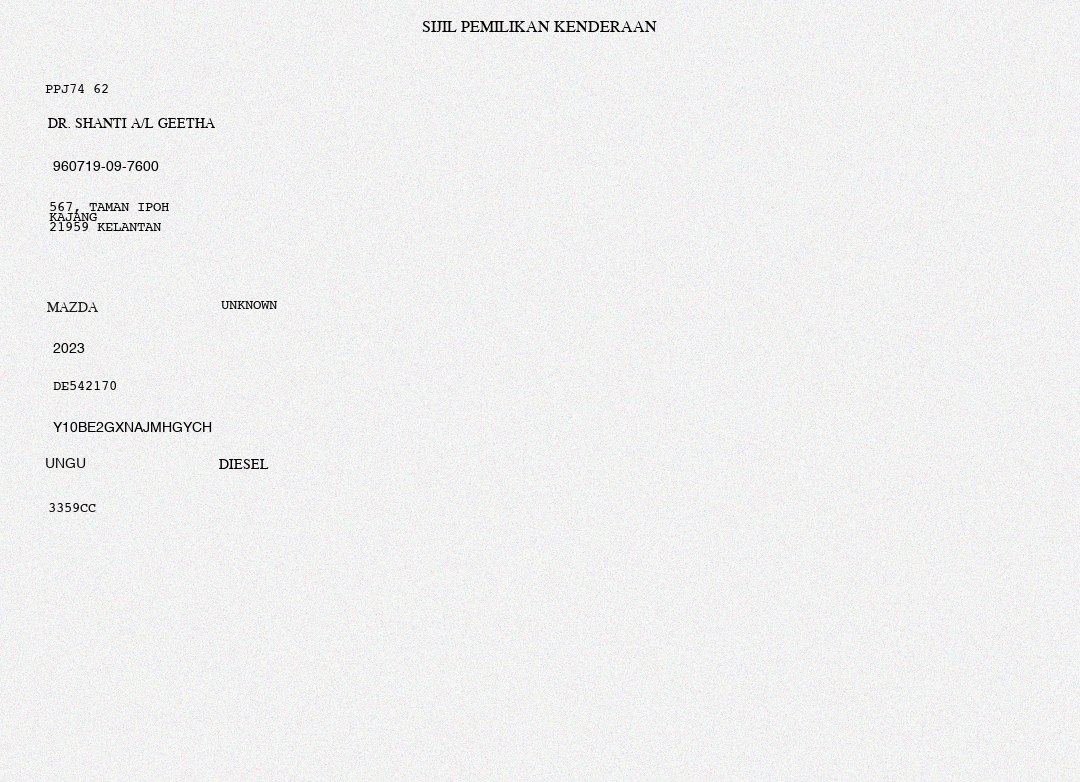 SIJIL PEMILIKAN KENDERAAN
PPJ74 62
DR. SHANTI A/L GEETHA
960719-09-7600
567, TAMAN IPOH
KAJANG
21959 KELANTAN
MAZDA UNKNOWN
2023
DE542170
Y10BE2GXNAJMHGYCH
UNGU DIESEL
3359CC